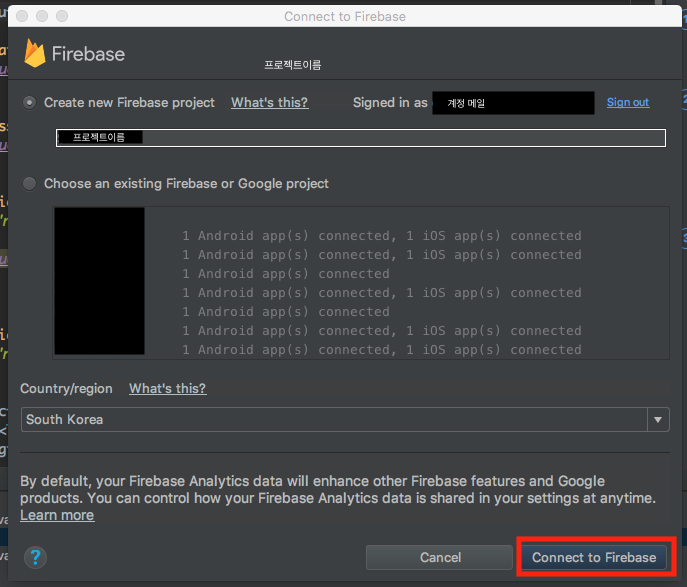 Connect to Firebase
Firebase
프로젝트이름
Create new Firebase project What's this? Signed in as 계정 메일 Sign out
프로젝트이름
Choose an existing Firebase or Google project
1 Android app(s) connected, 1 iOS app(s) connected
1 Android app(s) connected, 1 iOS app(s) connected
1 Android app(s) connected
1 Android app(s) connected, 1 iOS app(s) connected
1 Android app(s) connected
1 Android app(s) connected, 1 iOS app(s) connected
1 Android app(s) connected, 1 iOS app(s) connected
Country/region What's this?
South Korea
By default, your Firebase Analytics data will enhance other Firebase features and Google
products. You can control how your Firebase Analytics data is shared in your settings at anytime.
Learn more
? Cancel Connect to Firebase